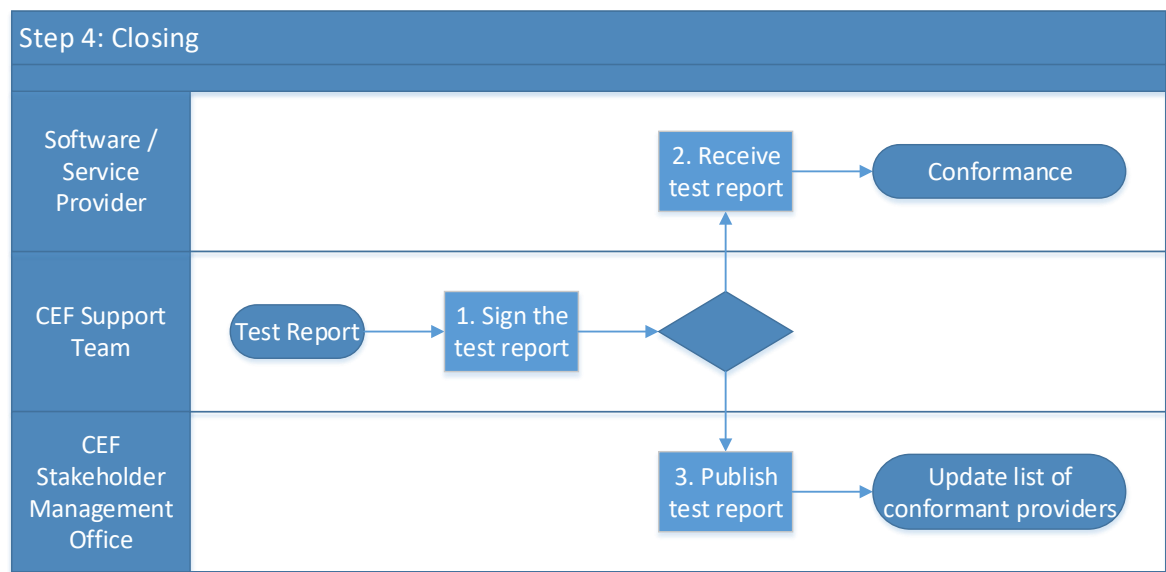 Step 4: Closing
Software /
Service
Provider
2. Receive
test report
Conformance
CEF Support
Team
Test Report
1. Sign the
test report
CEF
Stakeholder
Management
Office
3. Publish
test report
Update list of
conformant providers